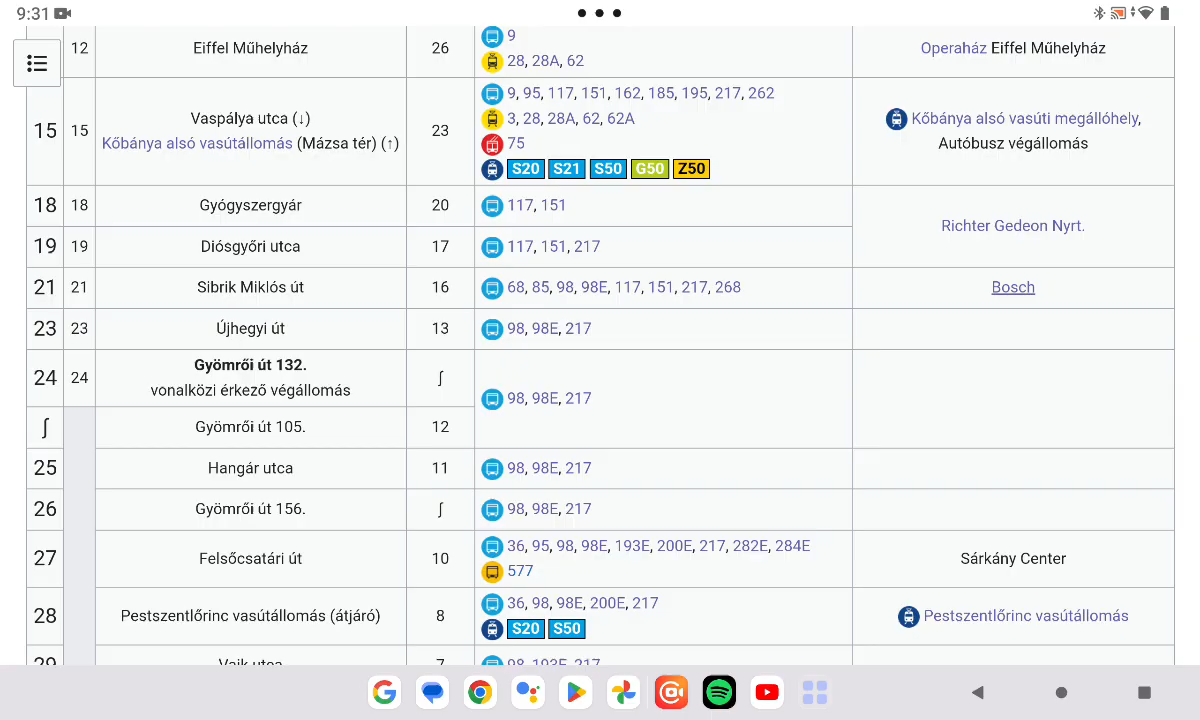 9:31
12 Eiffel Műhelyház 26 9 Operaház Eiffel Műhelyház
28, 28A, 62
15 15 Vaspálya utca (↓) 23 9, 95, 117, 151, 162, 185, 195, 217, 262 Kőbánya alsó vasúti megállóhely,
Kőbánya alsó vasútállomás (Mázsa tér) (↑) 3, 28, 28A, 62, 62A Autóbusz végállomás
75
S20 S21 S50 G50 Z50
18 18 Gyógyszergyár 20 117, 151 Richter Gedeon Nyrt.
19 19 Diósgyőri utca 17 117, 151, 217
21 21 Sibrik Miklós út 16 68, 85, 98, 98E, 117, 151, 217, 268 Bosch
23 23 Újhegyi út 13 98, 98E, 217
24 24 Gyömrői út 132. ∫ 98, 98E, 217
vonalközi érkező végállomás
∫ Gyömrői út 105. 12
25 Hangár utca 11 98, 98E, 217
26 Gyömrői út 156. ∫ 98, 98E, 217
27 Felsőcsatári út 10 36, 95, 98, 98E, 193E, 200E, 217, 282E, 284E Sárkány Center
577
28 Pestszentlőrinc vasútállomás (átjáró) 8 36, 98, 98E, 200E, 217 Pestszentlőrinc vasútállomás
S20 S50
29 Vaik utca 7 98, 193E, 217